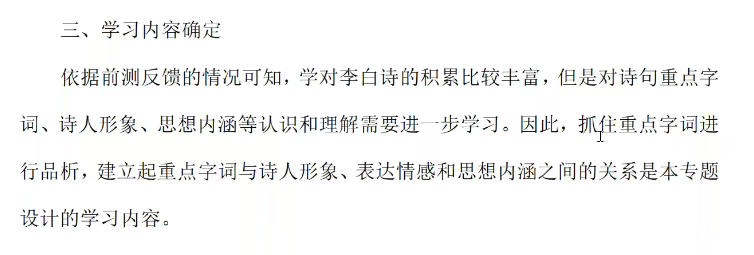 三、学习内容确定
依据前测反馈的情况可知，学对李白诗的积累比较丰富，但是对诗句重点字
词、诗人形象、思想内涵等认识和理解需要进一步学习。因此，抓住重点字词进
行品析，建立起重点字词与诗人形象、表达情感和思想内涵之间的关系是本专题
设计的学习内容。